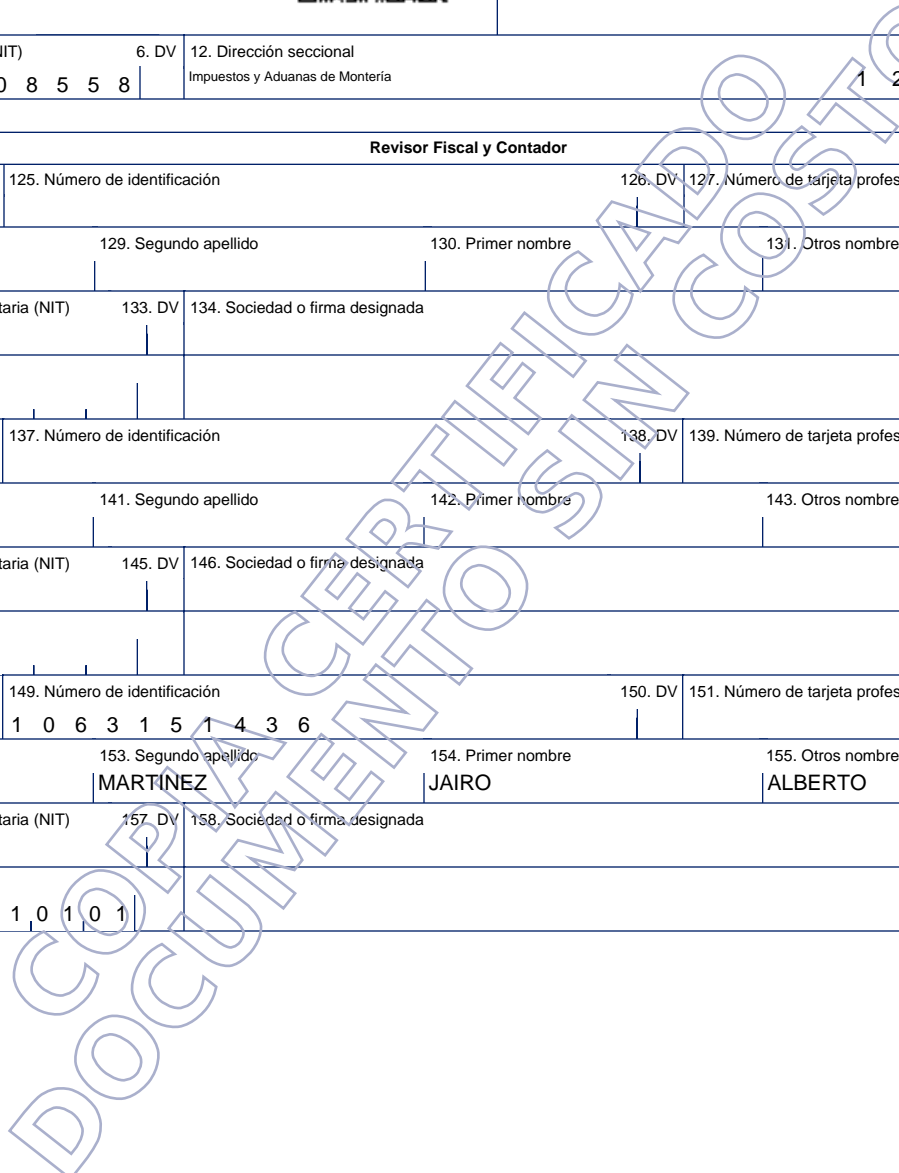 NIT) 6. DV 12. Dirección seccional
0 8 5 5 8 Impuestos y Aduanas de Montería 1 2
Revisor Fiscal y Contador
125. Número de identificación 126. DV 127. Número de tarjeta profes
129. Segundo apellido 130. Primer nombre 131. Otros nombre
taria (NIT) 133. DV 134. Sociedad o firma designada
137. Número de identificación 138. DV 139. Número de tarjeta profes
141. Segundo apellido 142. Primer nombre 143. Otros nombre
taria (NIT) 145. DV 146. Sociedad o firma designada
149. Número de identificación 150. DV 151. Número de tarjeta profes
1 0 6 3 1 5 1 4 3 6
153. Segundo apellido 154. Primer nombre 155. Otros nombre
MARTINEZ JAIRO ALBERTO
taria (NIT) 157. DV 158. Sociedad o firma designada
1 0 1 0 1
COPIA CERTIFICADO
DOCUMENTO SIN COSTO